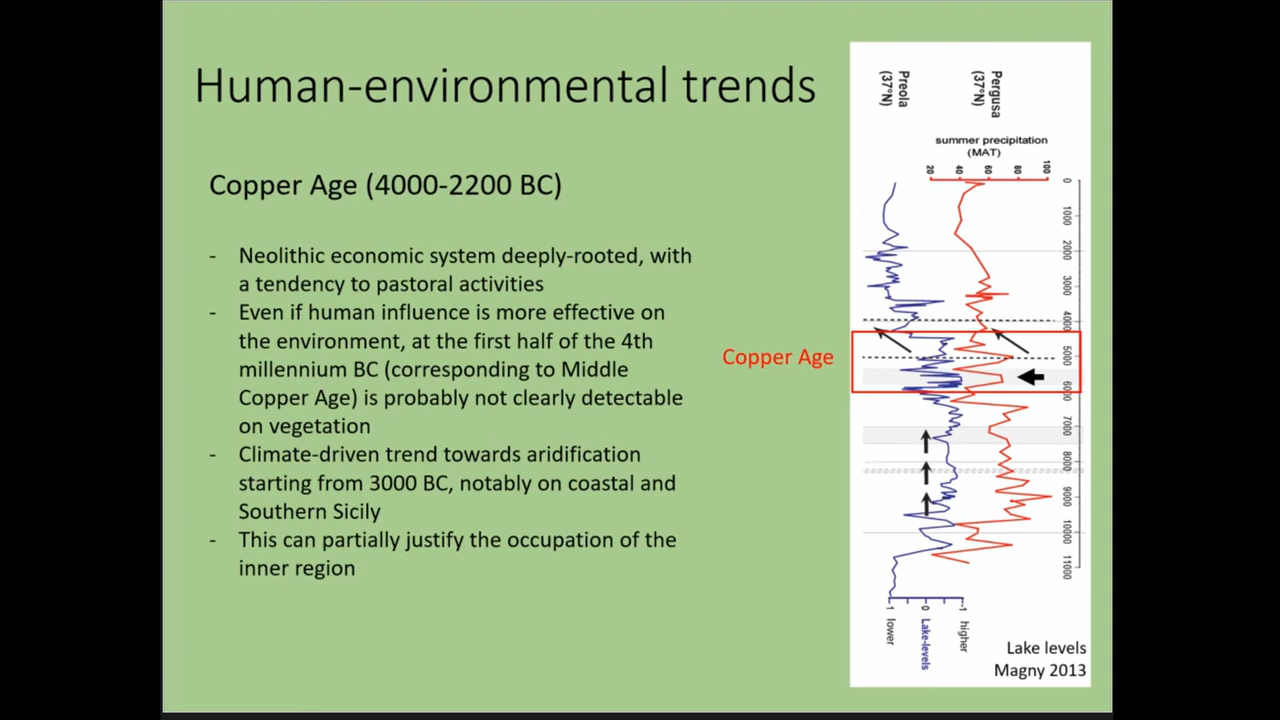 Human-environmental trends
Copper Age (4000-2200 BC)
- Neolithic economic system deeply-rooted, with
a tendency to pastoral activities
- Even if human influence is more effective on
the environment, at the first half of the 4th
millennium BC (corresponding to Middle
Copper Age) is probably not clearly detectable
on vegetation
- Climate-driven trend towards aridification
starting from 3000 BC, notably on coastal and
Southern Sicily
- This can partially justify the occupation of the
inner region
Copper Age
Preola
(37°N)
Pergusa
(37°N)
summer precipitation
(MAT)
20 40 60 80 100
0
1000
2000
3000
4000
5000
6000
7000
8000
9000
10000
11000
1 0 -1
lower
Lake-levels
higher
Lake levels
Magny 2013